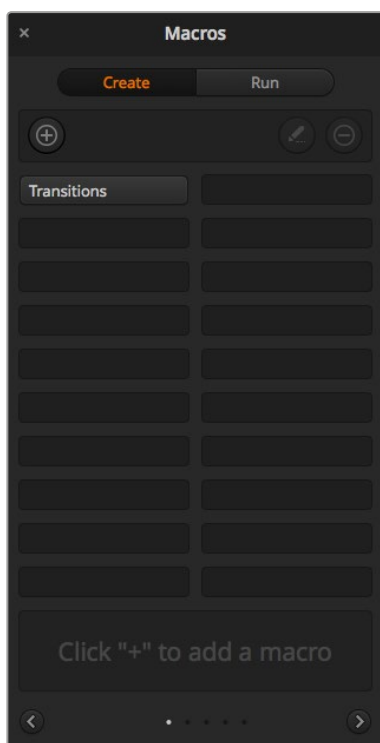 Macros
Create
Run
Transitions
Click "+" to add a macro